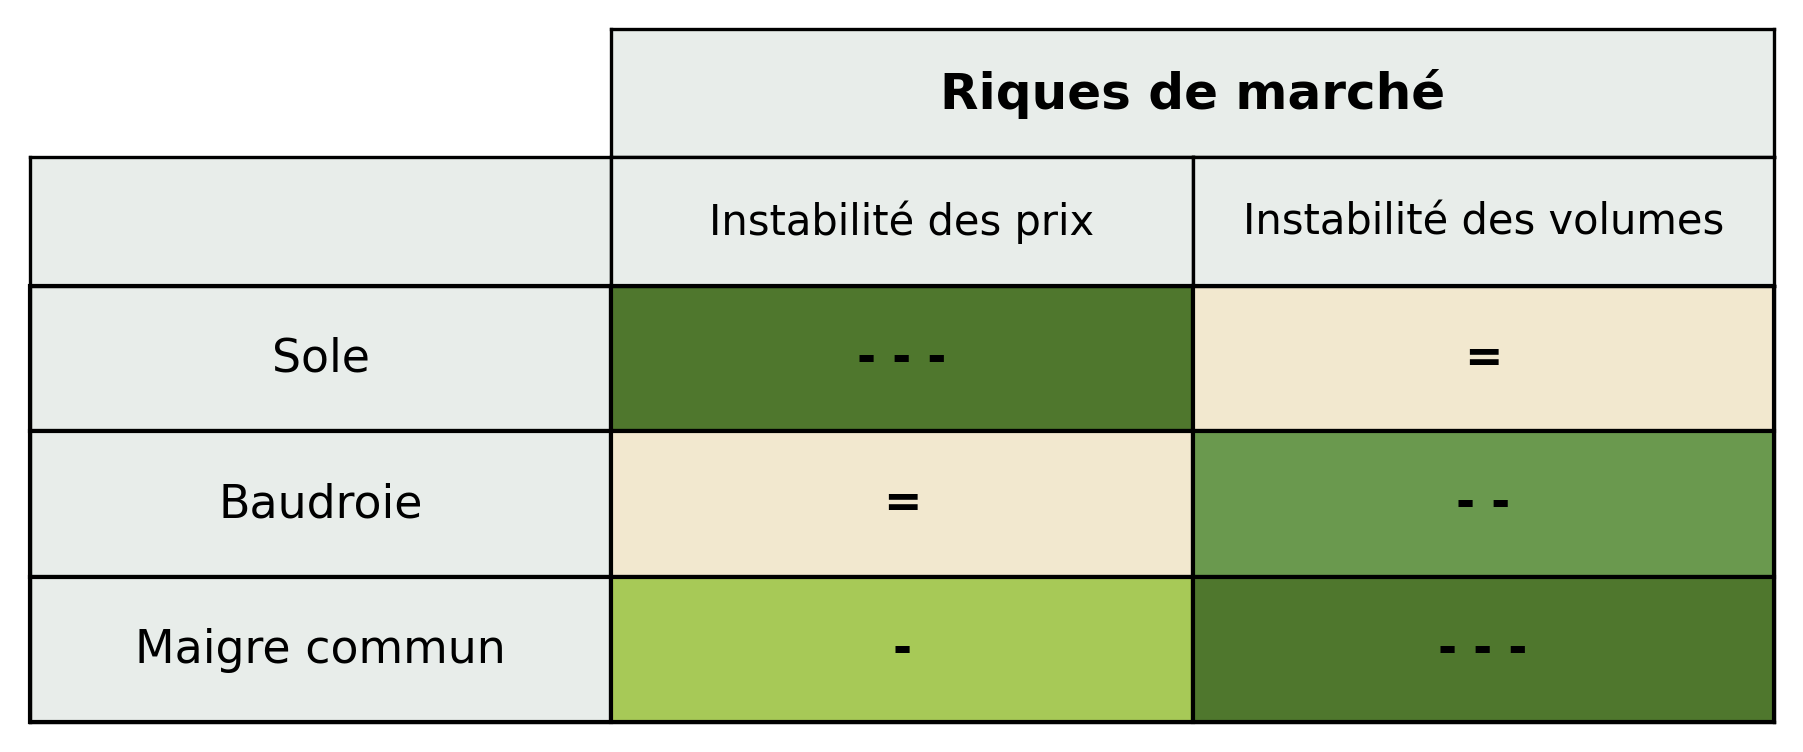 Riques de marché
Instabilité des prix
Instabilité des volumes
Sole
- - -
=
Baudroie
=
- -
Maigre commun
-
- - -